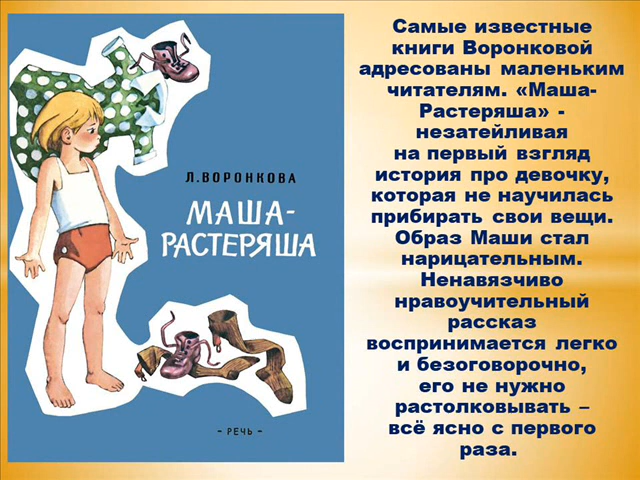 Л.ВОРОНКОВА
МАША-
РАСТЕРЯША
– РЕЧЬ –
Самые известные
книги Воронковой
адресованы маленьким
читателям. «Маша-
Растеряша» -
незатейливая
на первый взгляд
история про девочку,
которая не научилась
прибирать свои вещи.
Образ Маши стал
нарицательным.
Ненавязчиво
нравоучительный
рассказ
воспринимается легко
и безоговорочно,
его не нужно
растолковывать –
всё ясно с первого
раза.